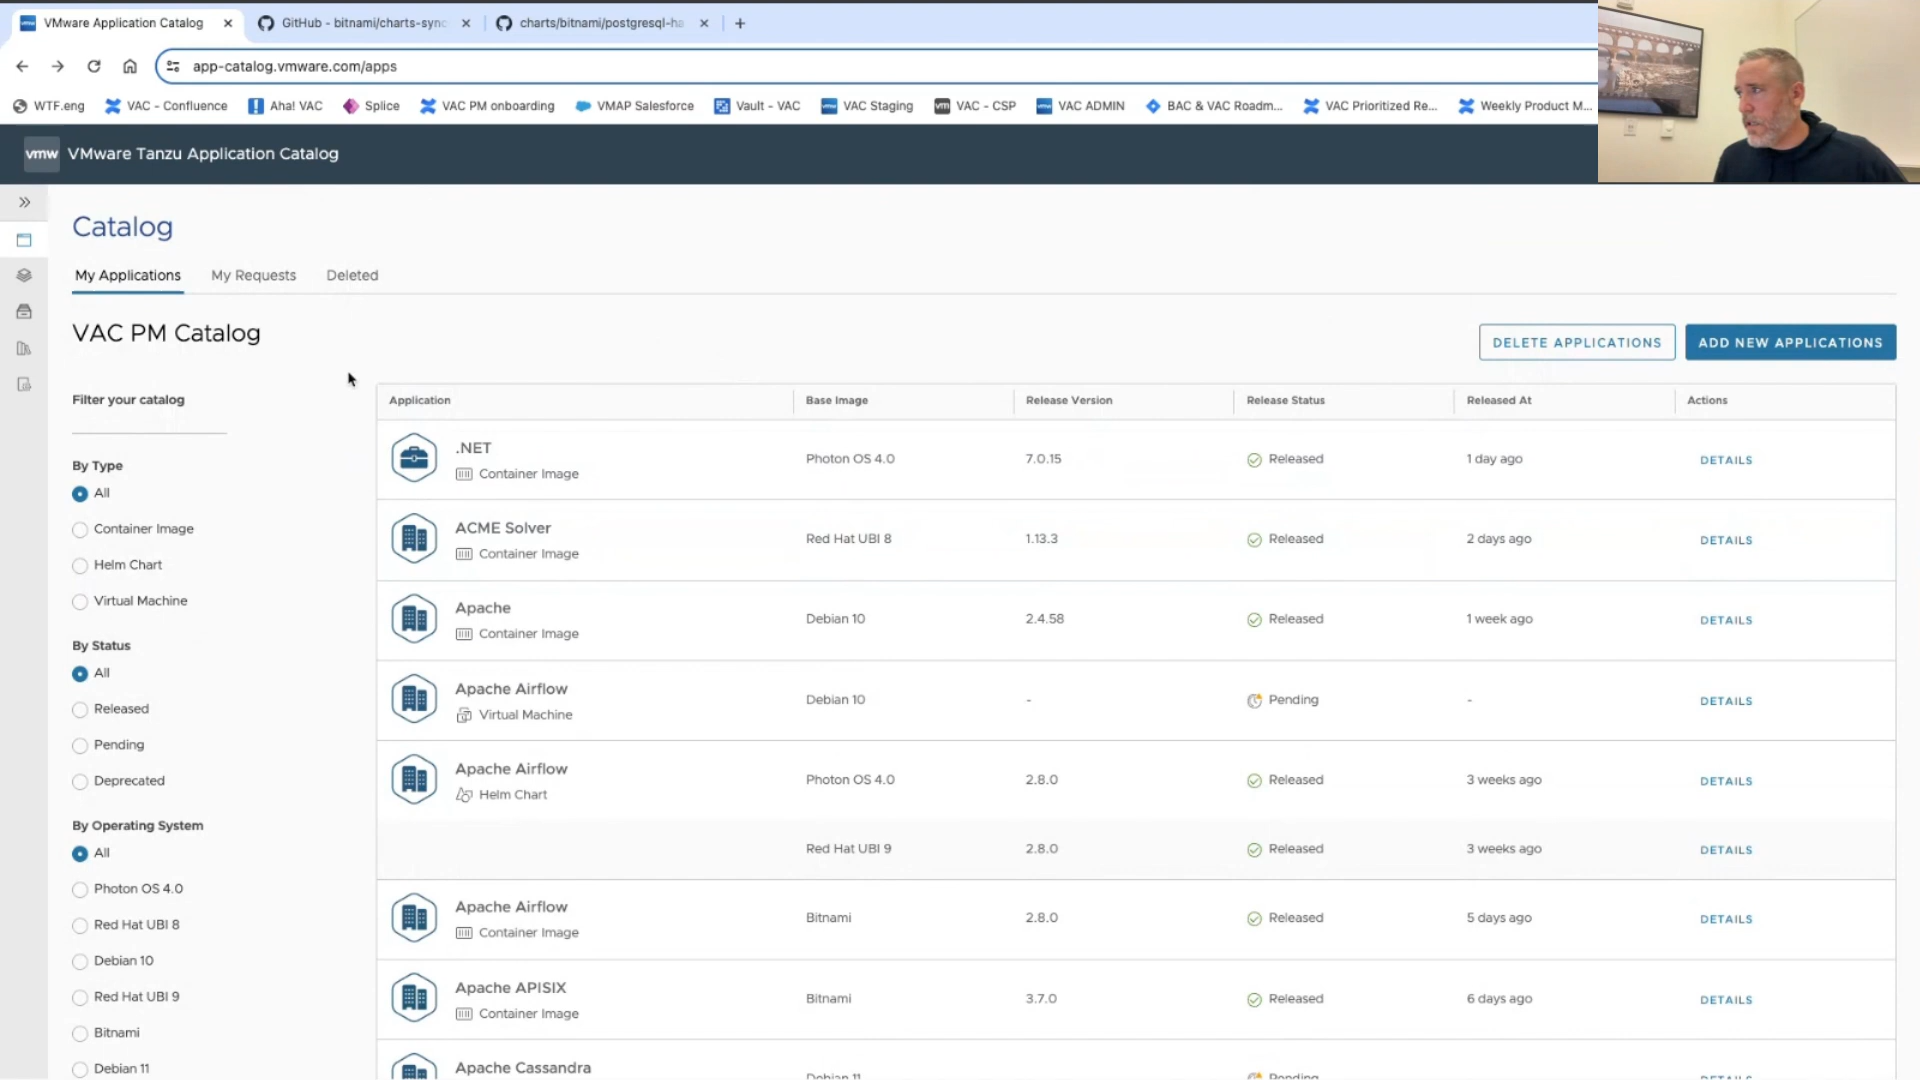 VMware Application Catalog
GitHub - bitnami/charts-sync
charts/bitnami/postgresql-ha
app-catalog.vmware.com/apps
WTF.eng
VAC - Confluence
Aha! VAC
Splice
VAC PM onboarding
VMAP Salesforce
Vault - VAC
VAC Staging
VAC - CSP
VAC ADMIN
BAC & VAC Roadm...
VAC Prioritized Re...
Weekly Product M...
vmw VMware Tanzu Application Catalog
Catalog
My Applications My Requests Deleted
VAC PM Catalog
DELETE APPLICATIONS
ADD NEW APPLICATIONS
Filter your catalog
By Type
All
Container Image
Helm Chart
Virtual Machine
By Status
All
Released
Pending
Deprecated
By Operating System
All
Photon OS 4.0
Red Hat UBI 8
Debian 10
Red Hat UBI 9
Bitnami
Debian 11
Application Base Image Release Version Release Status Released At Actions
.NET
Container Image
Photon OS 4.0 7.0.15 Released 1 day ago DETAILS
ACME Solver
Container Image
Red Hat UBI 8 1.13.3 Released 2 days ago DETAILS
Apache
Container Image
Debian 10 2.4.58 Released 1 week ago DETAILS
Apache Airflow
Virtual Machine
Debian 10 - Pending - DETAILS
Apache Airflow
Helm Chart
Photon OS 4.0 2.8.0 Released 3 weeks ago DETAILS
Red Hat UBI 9 2.8.0 Released 3 weeks ago DETAILS
Apache Airflow
Container Image
Bitnami 2.8.0 Released 5 days ago DETAILS
Apache APISIX
Container Image
Bitnami 3.7.0 Released 6 days ago DETAILS
Apache Cassandra
Debian 11 Pending DETAILS